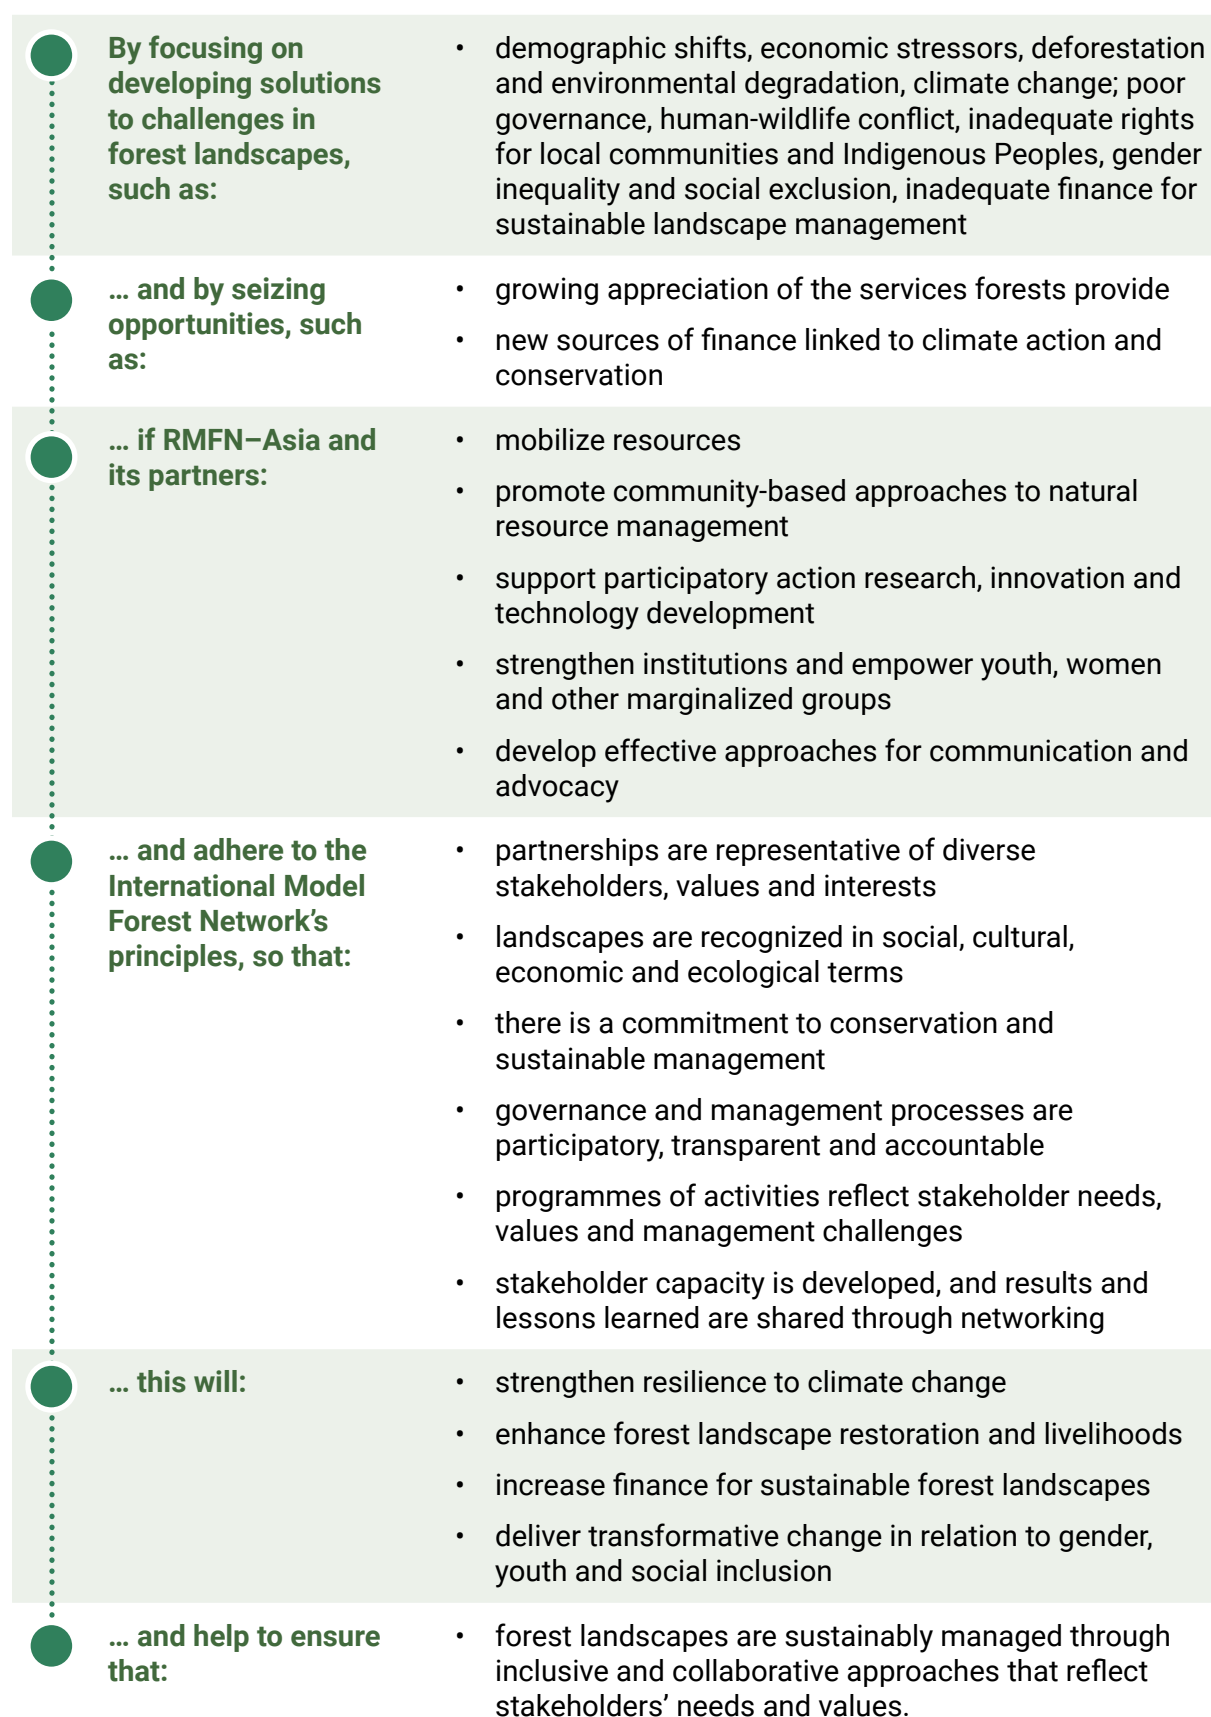 By focusing on
developing solutions
to challenges in
forest landscapes,
such as:
• demographic shifts, economic stressors, deforestation
and environmental degradation, climate change; poor
governance, human-wildlife conflict, inadequate rights
for local communities and Indigenous Peoples, gender
inequality and social exclusion, inadequate finance for
sustainable landscape management
… and by seizing
opportunities, such
as:
• growing appreciation of the services forests provide
• new sources of finance linked to climate action and
conservation
… if RMFN–Asia and
its partners:
• mobilize resources
• promote community-based approaches to natural
resource management
• support participatory action research, innovation and
technology development
• strengthen institutions and empower youth, women
and other marginalized groups
• develop effective approaches for communication and
advocacy
… and adhere to the
International Model
Forest Network’s
principles, so that:
• partnerships are representative of diverse
stakeholders, values and interests
• landscapes are recognized in social, cultural,
economic and ecological terms
• there is a commitment to conservation and
sustainable management
• governance and management processes are
participatory, transparent and accountable
• programmes of activities reflect stakeholder needs,
values and management challenges
• stakeholder capacity is developed, and results and
lessons learned are shared through networking
… this will:
• strengthen resilience to climate change
• enhance forest landscape restoration and livelihoods
• increase finance for sustainable forest landscapes
• deliver transformative change in relation to gender,
youth and social inclusion
… and help to ensure
that:
• forest landscapes are sustainably managed through
inclusive and collaborative approaches that reflect
stakeholders’ needs and values.